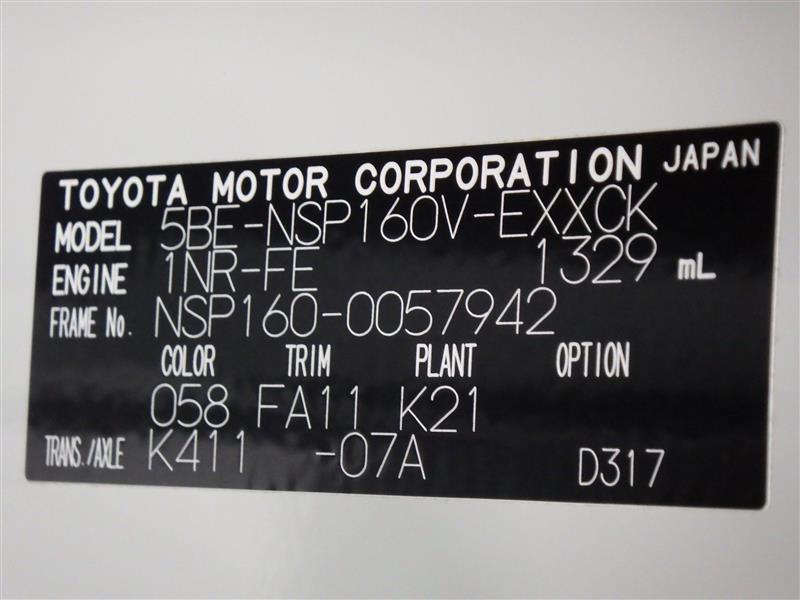 TOYOTA MOTOR CORPORATION JAPAN
MODEL 5BE-NSP160V-EXXCK
ENGINE 1NR-FE 1329 mL
FRAME No. NSP160-0057942
COLOR TRIM PLANT OPTION
058 FA11 K21
TRANS./AXLE K411 -07A D317